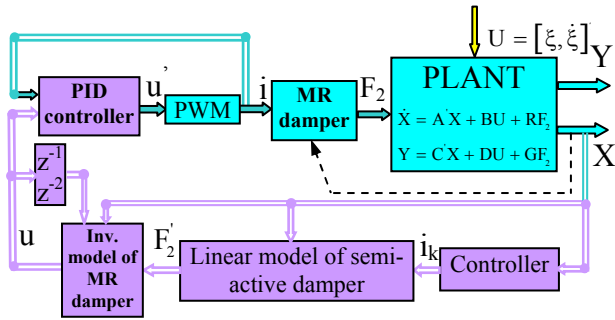 U = [ξ, ξ̇]'
Y
PLANT
Ẋ = A'X + BU + RF₂
Y = C'X + DU + GF₂
X
PID
controller
u'
PWM
i
MR
damper
F₂
z⁻¹
z⁻²
u
Inv.
model of
MR
damper
F₂'
Linear model of semi-
active damper
iₖ
Controller